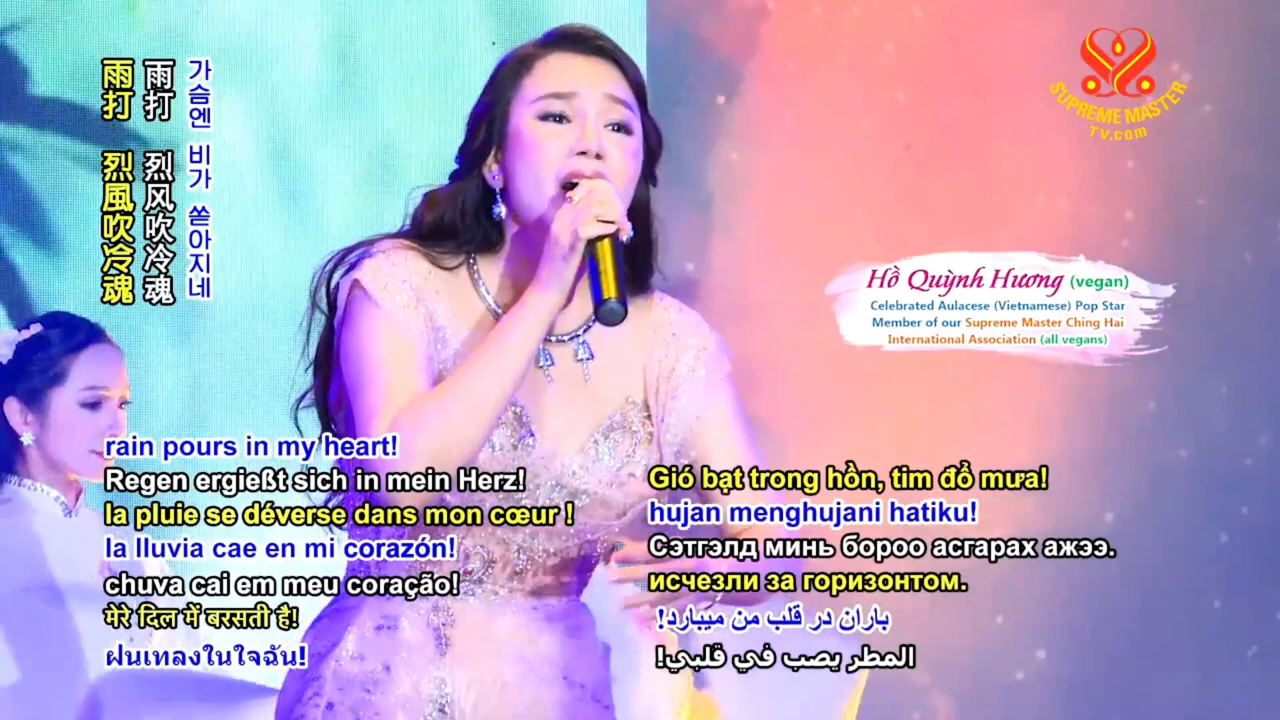 가슴엔 비가 쏟아지네
雨打 烈风吹冷魂
雨打 烈風吹冷魂
SUPREME MASTER
TV.com
Hồ Quỳnh Hương (vegan)
Celebrated Aulacese (Vietnamese) Pop Star
Member of our Supreme Master Ching Hai
International Association (all vegans)
rain pours in my heart!
Regen ergießt sich in mein Herz!
la pluie se déverse dans mon cœur !
la lluvia cae en mi corazón!
chuva cai em meu coração!
मेरे दिल में बरसती है!
ฝนเทลงในใจฉัน!
Gió bạt trong hồn, tim đổ mưa!
hujan menghujani hatiku!
Сэтгэлд минь бороо асгарах ажээ.
исчезли за горизонтом.
باران در قلب من میبارد!
المطر يصب في قلبي!